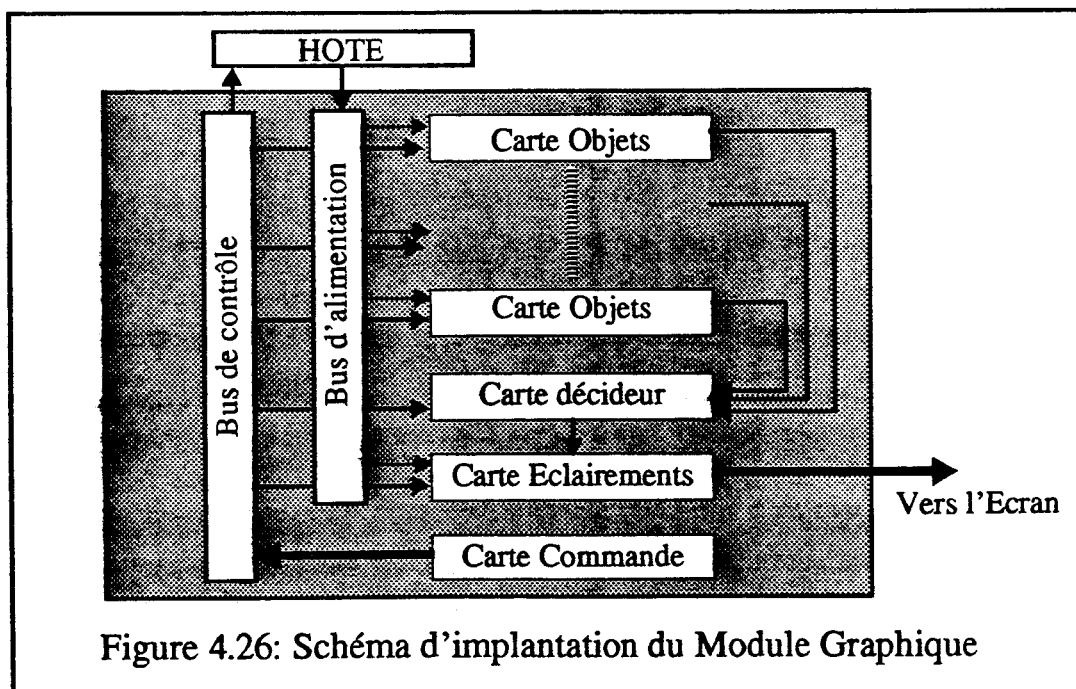 HOTE
Bus de contrôle
Bus d'alimentation
Carte Objets
Carte Objets
Carte décideur
Carte Eclairements
Vers l'Ecran
Carte Commande
Figure 4.26: Schéma d'implantation du Module Graphique